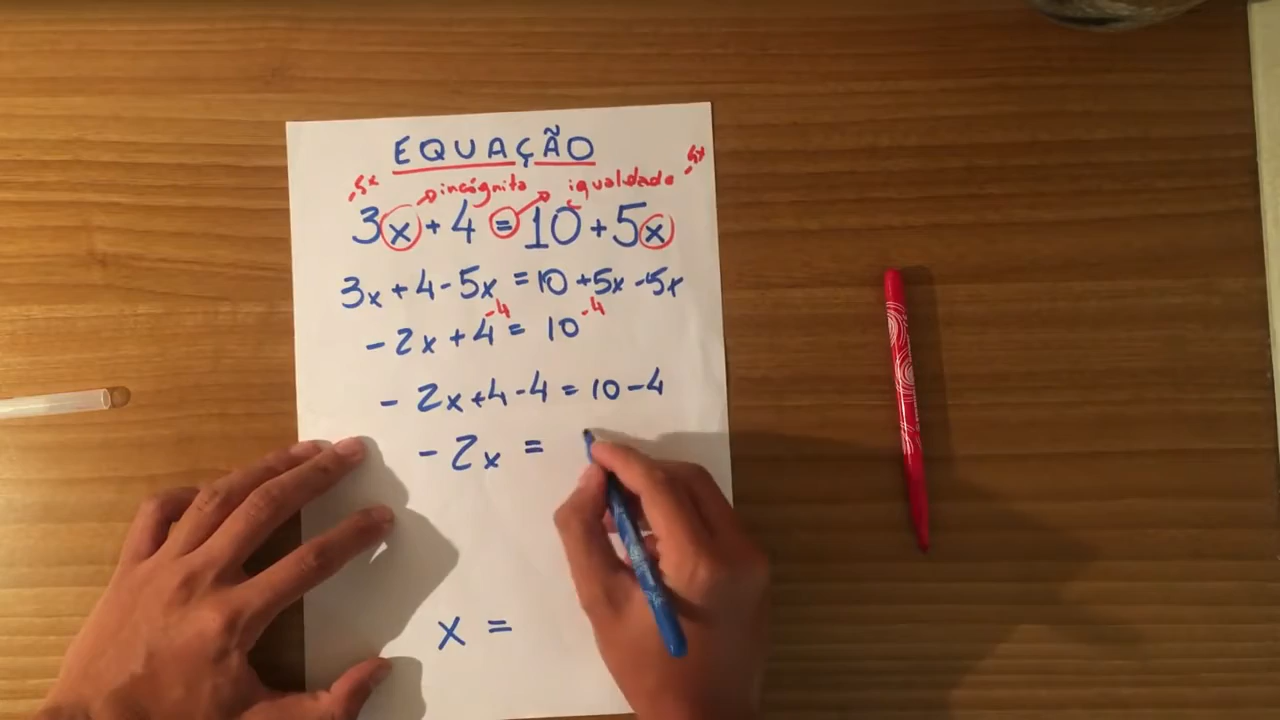 EQUAÇÃO
-5x -5x
incógnita igualdade
3x + 4 = 10 + 5x
3x + 4 - 5x = 10 + 5x - 5x
-4 -4
- 2x + 4 = 10
- 2x + 4 - 4 = 10 - 4
- 2x =
x =